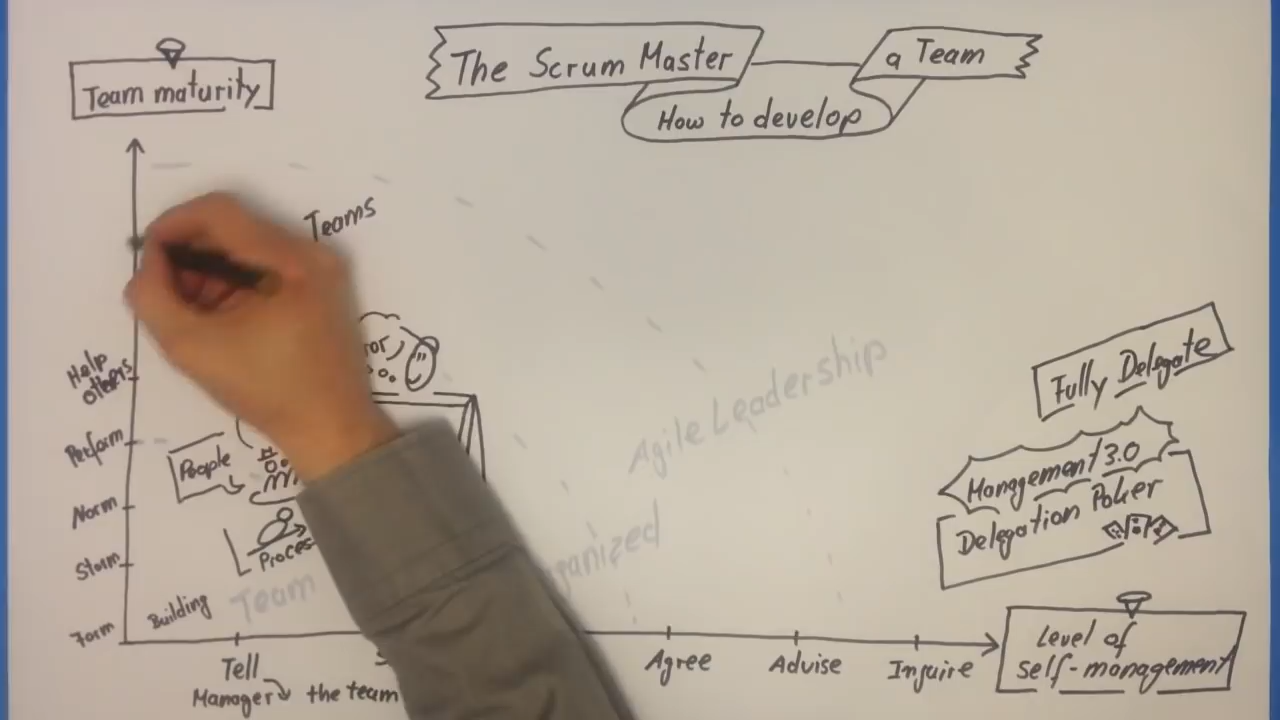 The Scrum Master
a Team
How to develop
Team maturity
Teams
Help
others
Perform
Norm
Storm
Form
People
Process
Building
Team
Agile Leadership
Fully Delegate
Management 3.0
Delegation Poker
Level of
self-management
Tell
Agree
Advise
Inquire
Manager
the team